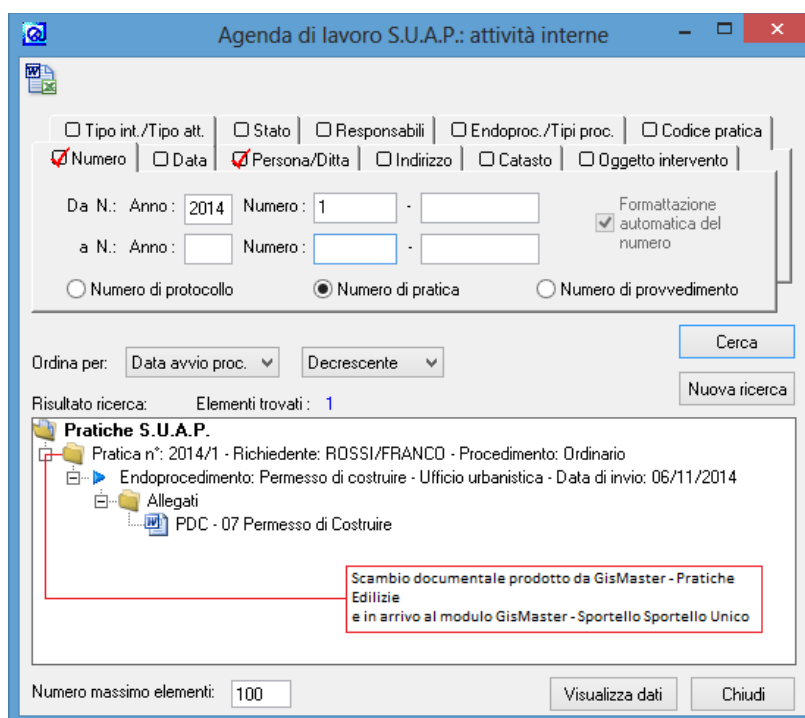 Agenda di lavoro S.U.A.P.: attività interne
Tipo int./Tipo att. Stato Responsabili Endoproc./Tipi proc. Codice pratica
Numero Data Persona/Ditta Indirizzo Catasto Oggetto intervento
Da N.: Anno : 2014 Numero : 1 -
Formattazione
automatica del
numero
a N.: Anno : Numero : -
Numero di protocollo Numero di pratica Numero di provvedimento
Cerca
Ordina per: Data avvio proc. Decrescente
Nuova ricerca
Risultato ricerca: Elementi trovati : 1
Pratiche S.U.A.P.
Pratica n°: 2014/1 - Richiedente: ROSSI/FRANCO - Procedimento: Ordinario
Endoprocedimento: Permesso di costruire - Ufficio urbanistica - Data di invio: 06/11/2014
Allegati
PDC - 07 Permesso di Costruire
Scambio documentale prodotto da GisMaster - Pratiche
Edilizie
e in arrivo al modulo GisMaster - Sportello Sportello Unico
Numero massimo elementi: 100 Visualizza dati Chiudi